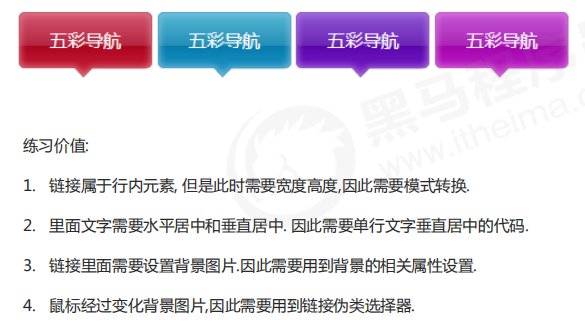 五彩导航 五彩导航 五彩导航 五彩导航
练习价值:
1. 链接属于行内元素, 但是此时需要宽度高度,因此需要模式转换.
2. 里面文字需要水平居中和垂直居中. 因此需要单行文字垂直居中的代码.
3. 链接里面需要设置背景图片.因此需要用到背景的相关属性设置.
4. 鼠标经过变化背景图片,因此需要用到链接伪类选择器.
黑马程序
www.itheima.